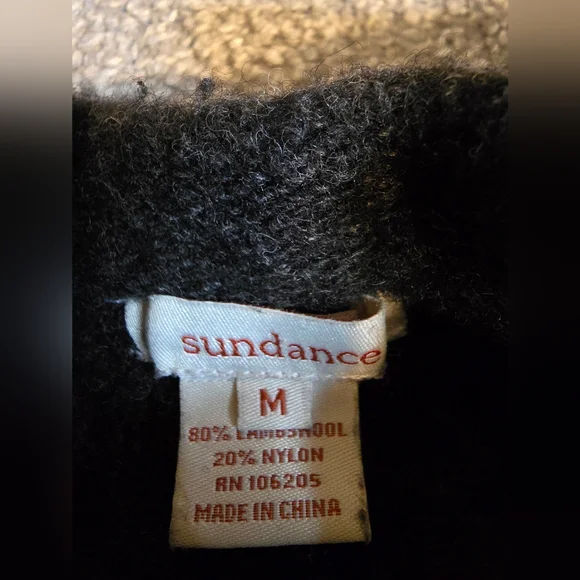 sundance
M
80% LAMBSWOOL
20% NYLON
RN 106205
MADE IN CHINA